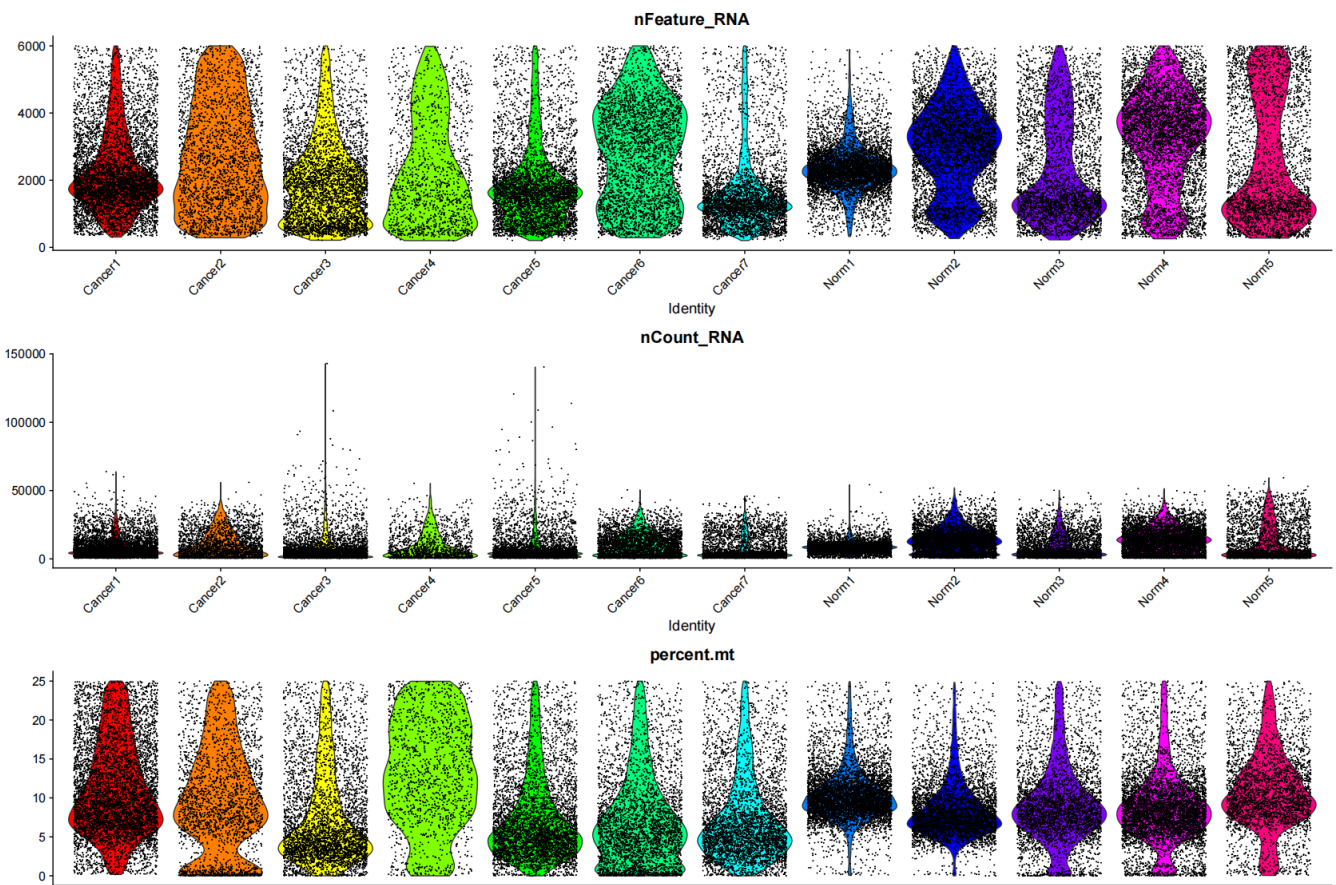 nFeature_RNA
6000
4000
2000
0
Cancer1 Cancer2 Cancer3 Cancer4 Cancer5 Cancer6 Cancer7 Norm1 Norm2 Norm3 Norm4 Norm5
Identity
nCount_RNA
150000
100000
50000
0
Cancer1 Cancer2 Cancer3 Cancer4 Cancer5 Cancer6 Cancer7 Norm1 Norm2 Norm3 Norm4 Norm5
Identity
percent.mt
25
20
15
10
5
0